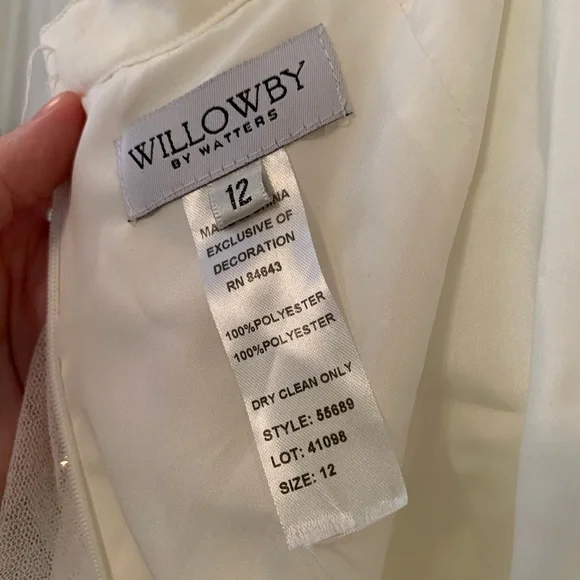 WILLOWBY
BY WATTERS
12
EXCLUSIVE OF
DECORATION
RN 84643
100%POLYESTER
100%POLYESTER
DRY CLEAN ONLY
STYLE: 55689
LOT: 41098
SIZE: 12